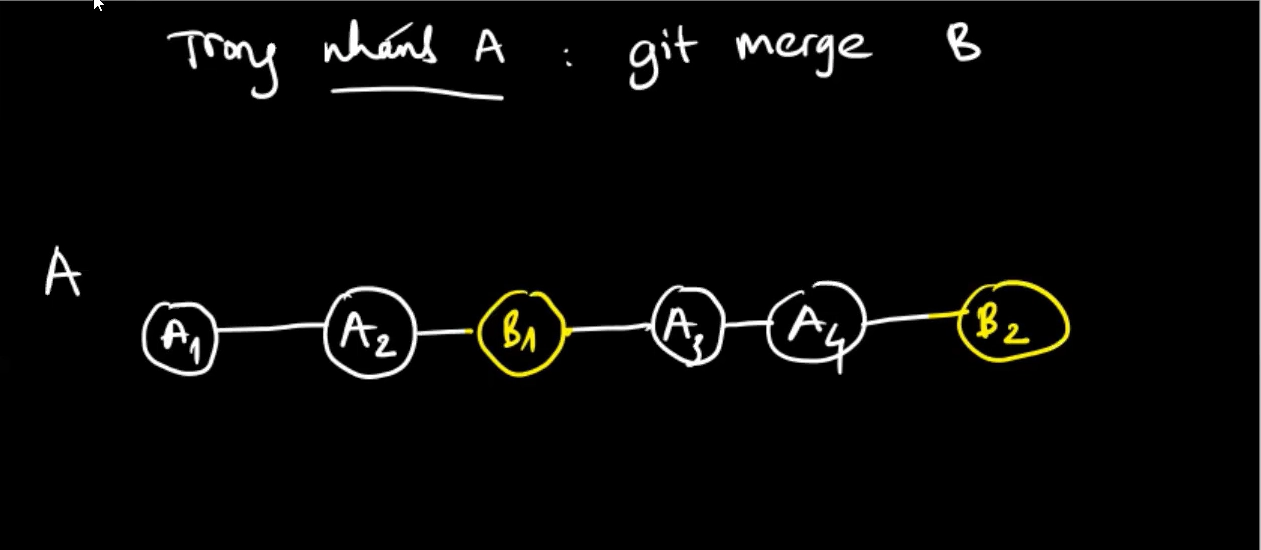 Trong nhánh A : git merge B
A
A1 A2 B1 A3 A4 B2